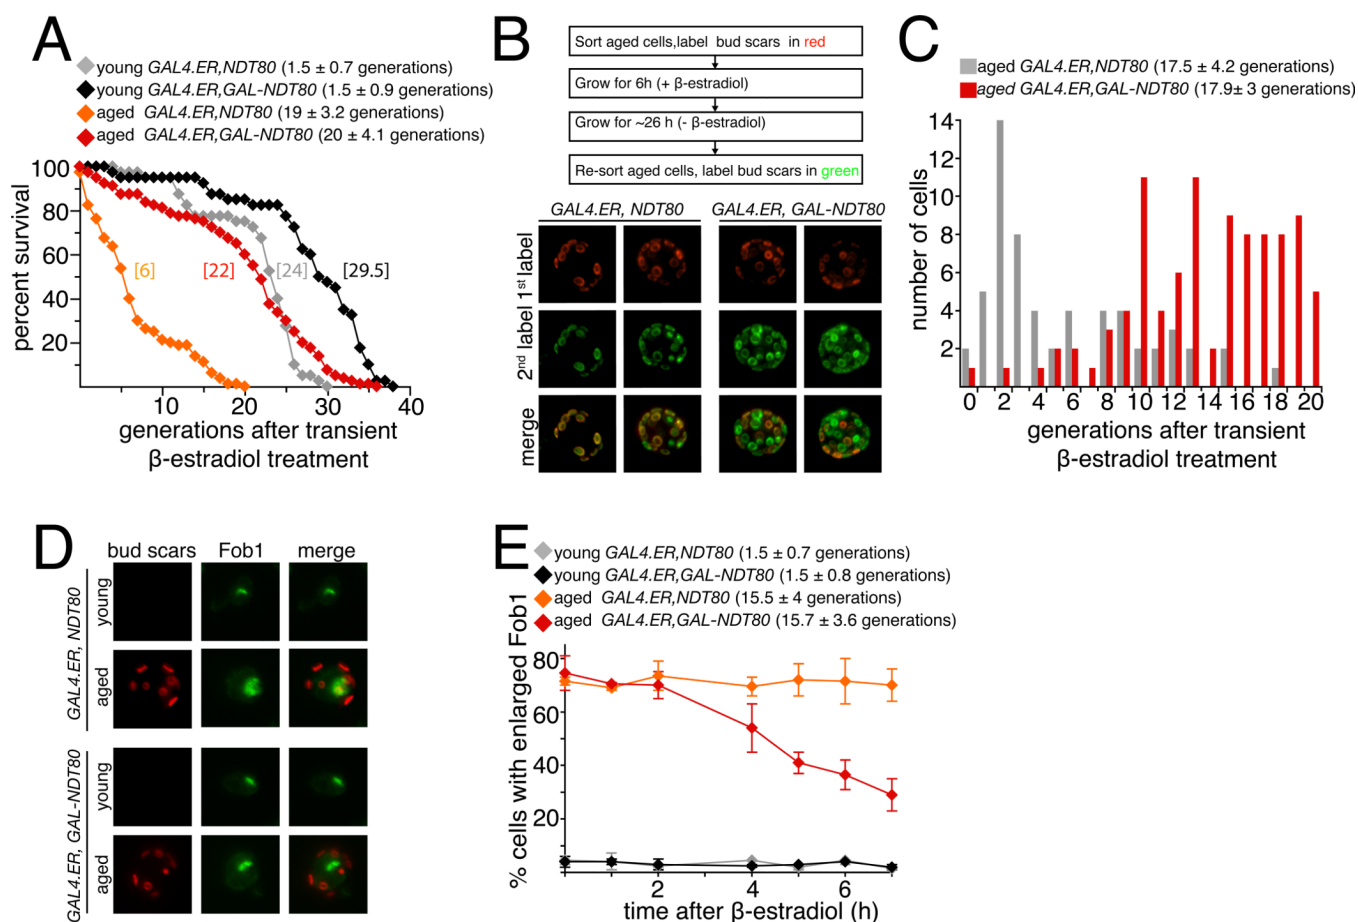 A
young GAL4.ER,NDT80 (1.5 ± 0.7 generations)
young GAL4.ER,GAL-NDT80 (1.5 ± 0.9 generations)
aged GAL4.ER,NDT80 (19 ± 3.2 generations)
aged GAL4.ER,GAL-NDT80 (20 ± 4.1 generations)
percent survival
100
80
60
40
20
[6]
[22]
[24]
[29.5]
10
20
30
40
generations after transient
β-estradiol treatment
B
Sort aged cells,label bud scars in red
Grow for 6h (+ β-estradiol)
Grow for ~26 h (- β-estradiol)
Re-sort aged cells, label bud scars in green
GAL4.ER, NDT80
GAL4.ER, GAL-NDT80
1st label
2nd label
merge
C
aged GAL4.ER,NDT80 (17.5 ± 4.2 generations)
aged GAL4.ER,GAL-NDT80 (17.9± 3 generations)
number of cells
14
12
10
8
6
4
2
0 2 4 6 8 10 12 14 16 18 20
generations after transient
β-estradiol treatment
D
bud scars Fob1 merge
GAL4.ER, NDT80
young
aged
GAL4.ER, GAL-NDT80
young
aged
E
young GAL4.ER,NDT80 (1.5 ± 0.7 generations)
young GAL4.ER,GAL-NDT80 (1.5 ± 0.8 generations)
aged GAL4.ER,NDT80 (15.5 ± 4 generations)
aged GAL4.ER,GAL-NDT80 (15.7 ± 3.6 generations)
% cells with enlarged Fob1
80
60
40
20
2 4 6
time after β-estradiol (h)